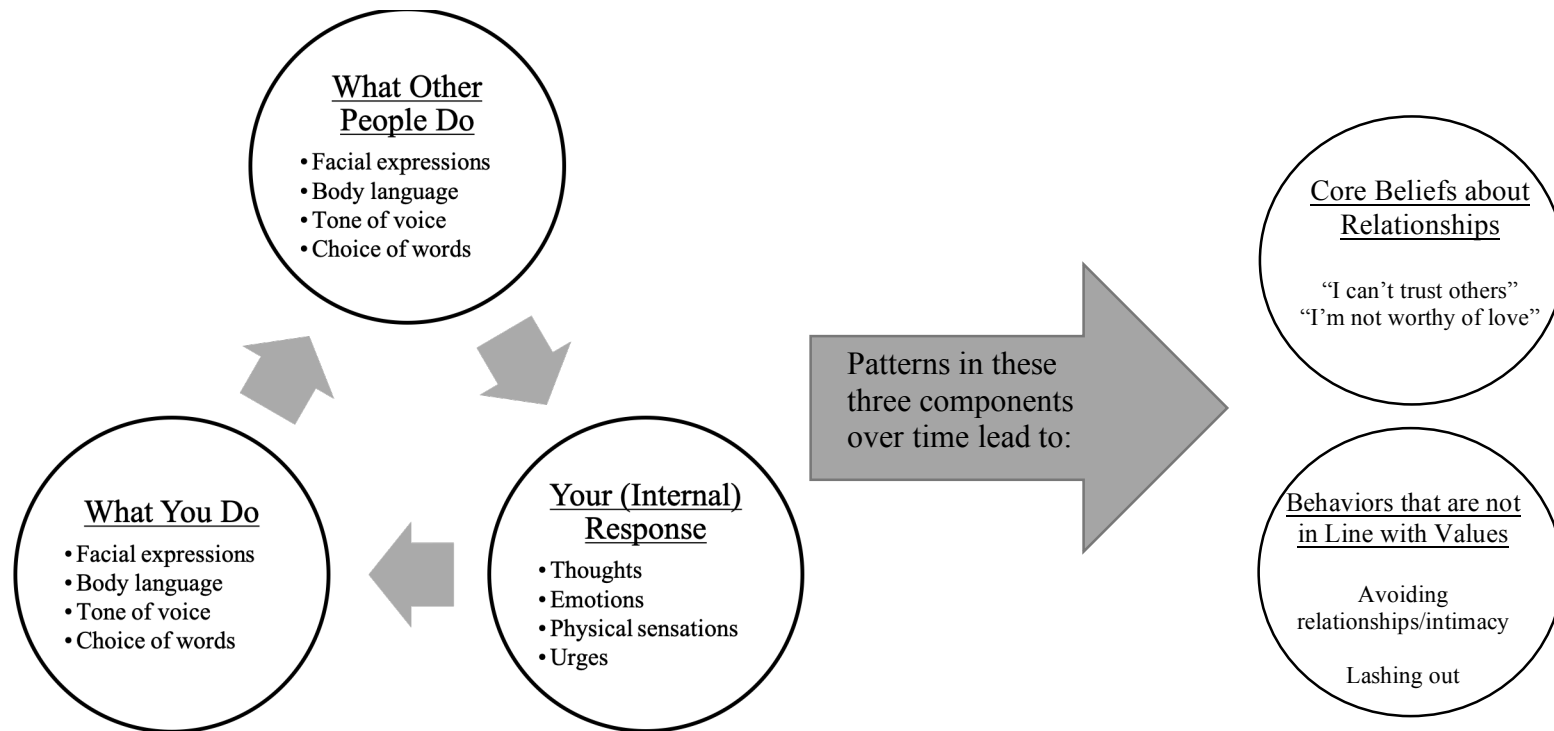 What Other
People Do
• Facial expressions
• Body language
• Tone of voice
• Choice of words
What You Do
• Facial expressions
• Body language
• Tone of voice
• Choice of words
Your (Internal)
Response
• Thoughts
• Emotions
• Physical sensations
• Urges
Patterns in these
three components
over time lead to:
Core Beliefs about
Relationships
“I can’t trust others”
“I’m not worthy of love”
Behaviors that are not
in Line with Values
Avoiding
relationships/intimacy
Lashing out